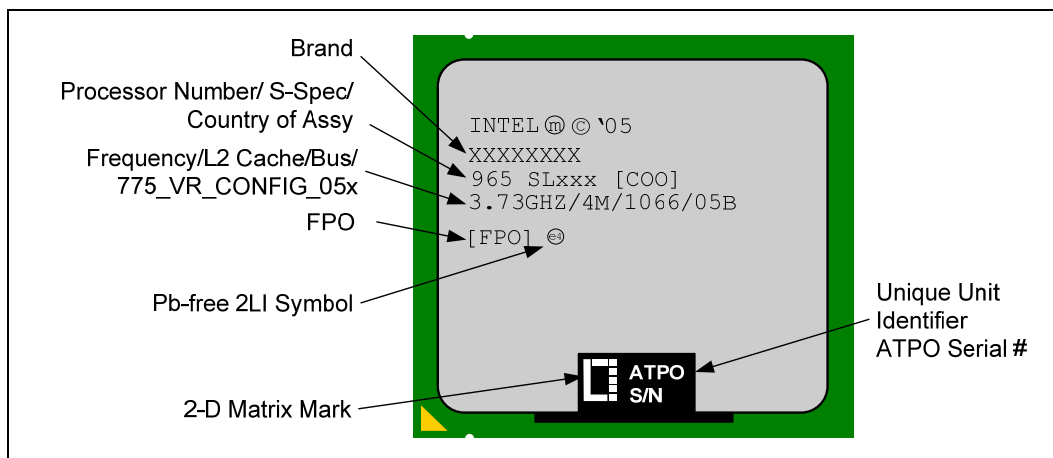 Brand
Processor Number/ S-Spec/
Country of Assy
Frequency/L2 Cache/Bus/
775_VR_CONFIG_05x
FPO
Pb-free 2LI Symbol
2-D Matrix Mark
INTEL ⓜ © '05
XXXXXXXX
965 SLxxx [COO]
3.73GHZ/4M/1066/05B
[FPO] e4
ATPO
S/N
Unique Unit
Identifier
ATPO Serial #